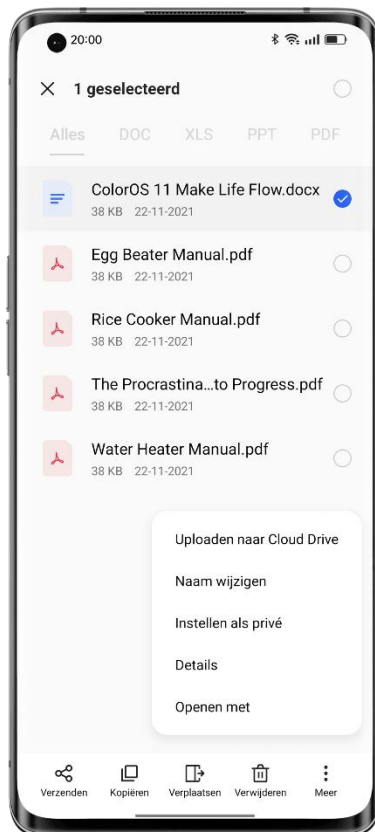 20:00
1 geselecteerd
Alles DOC XLS PPT PDF
ColorOS 11 Make Life Flow.docx
38 KB 22-11-2021
Egg Beater Manual.pdf
38 KB 22-11-2021
Rice Cooker Manual.pdf
38 KB 22-11-2021
The Procrastina...to Progress.pdf
38 KB 22-11-2021
Water Heater Manual.pdf
38 KB 22-11-2021
Uploaden naar Cloud Drive
Naam wijzigen
Instellen als privé
Details
Openen met
Verzenden Kopiëren Verplaatsen Verwijderen Meer